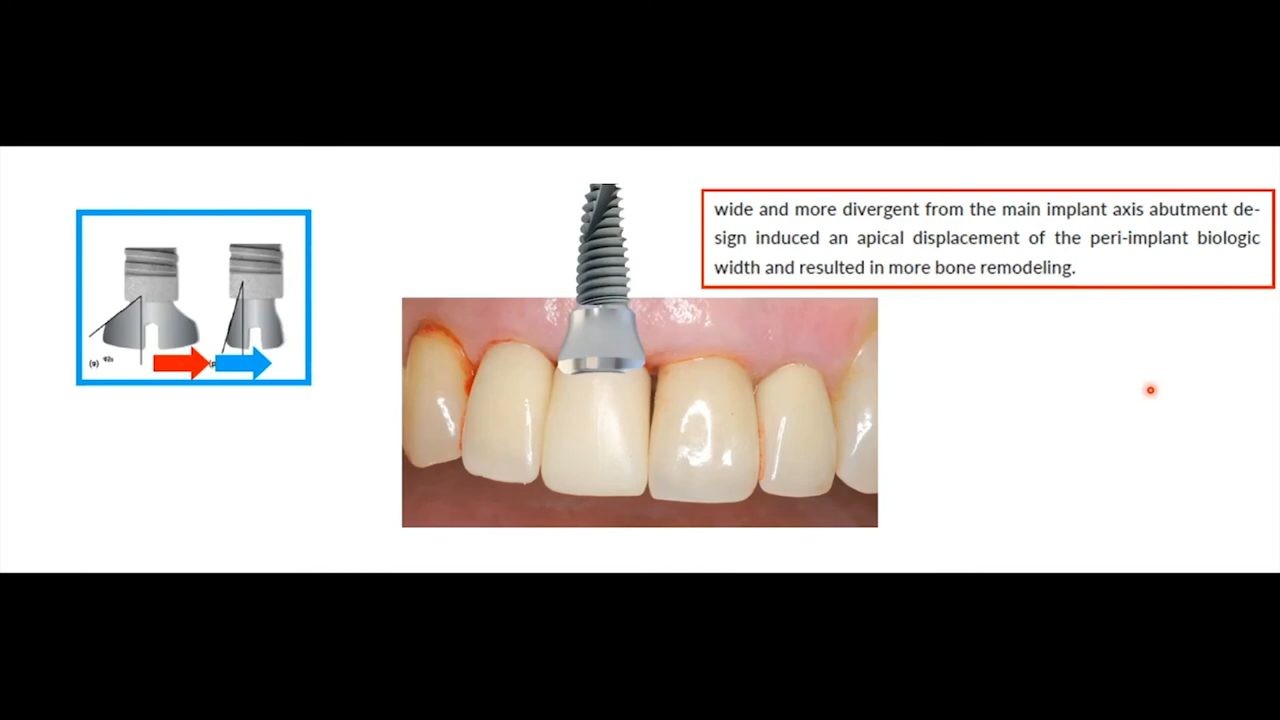 wide and more divergent from the main implant axis abutment de-
sign induced an apical displacement of the peri-implant biologic
width and resulted in more bone remodeling.
(a)